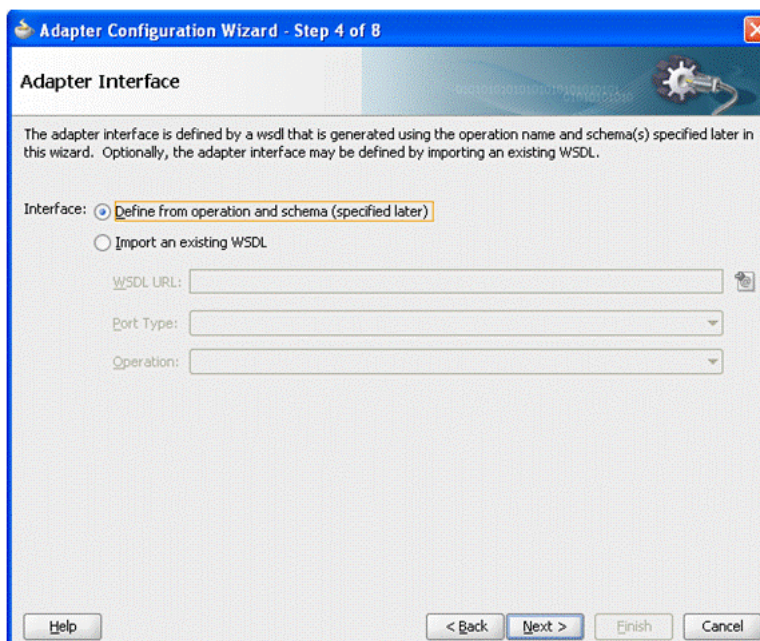 Adapter Configuration Wizard - Step 4 of 8
Adapter Interface
The adapter interface is defined by a wsdl that is generated using the operation name and schema(s) specified later in
this wizard. Optionally, the adapter interface may be defined by importing an existing WSDL.
Interface: Define from operation and schema (specified later)
Import an existing WSDL
WSDL URL:
Port Type:
Operation:
Help < Back Next > Finish Cancel